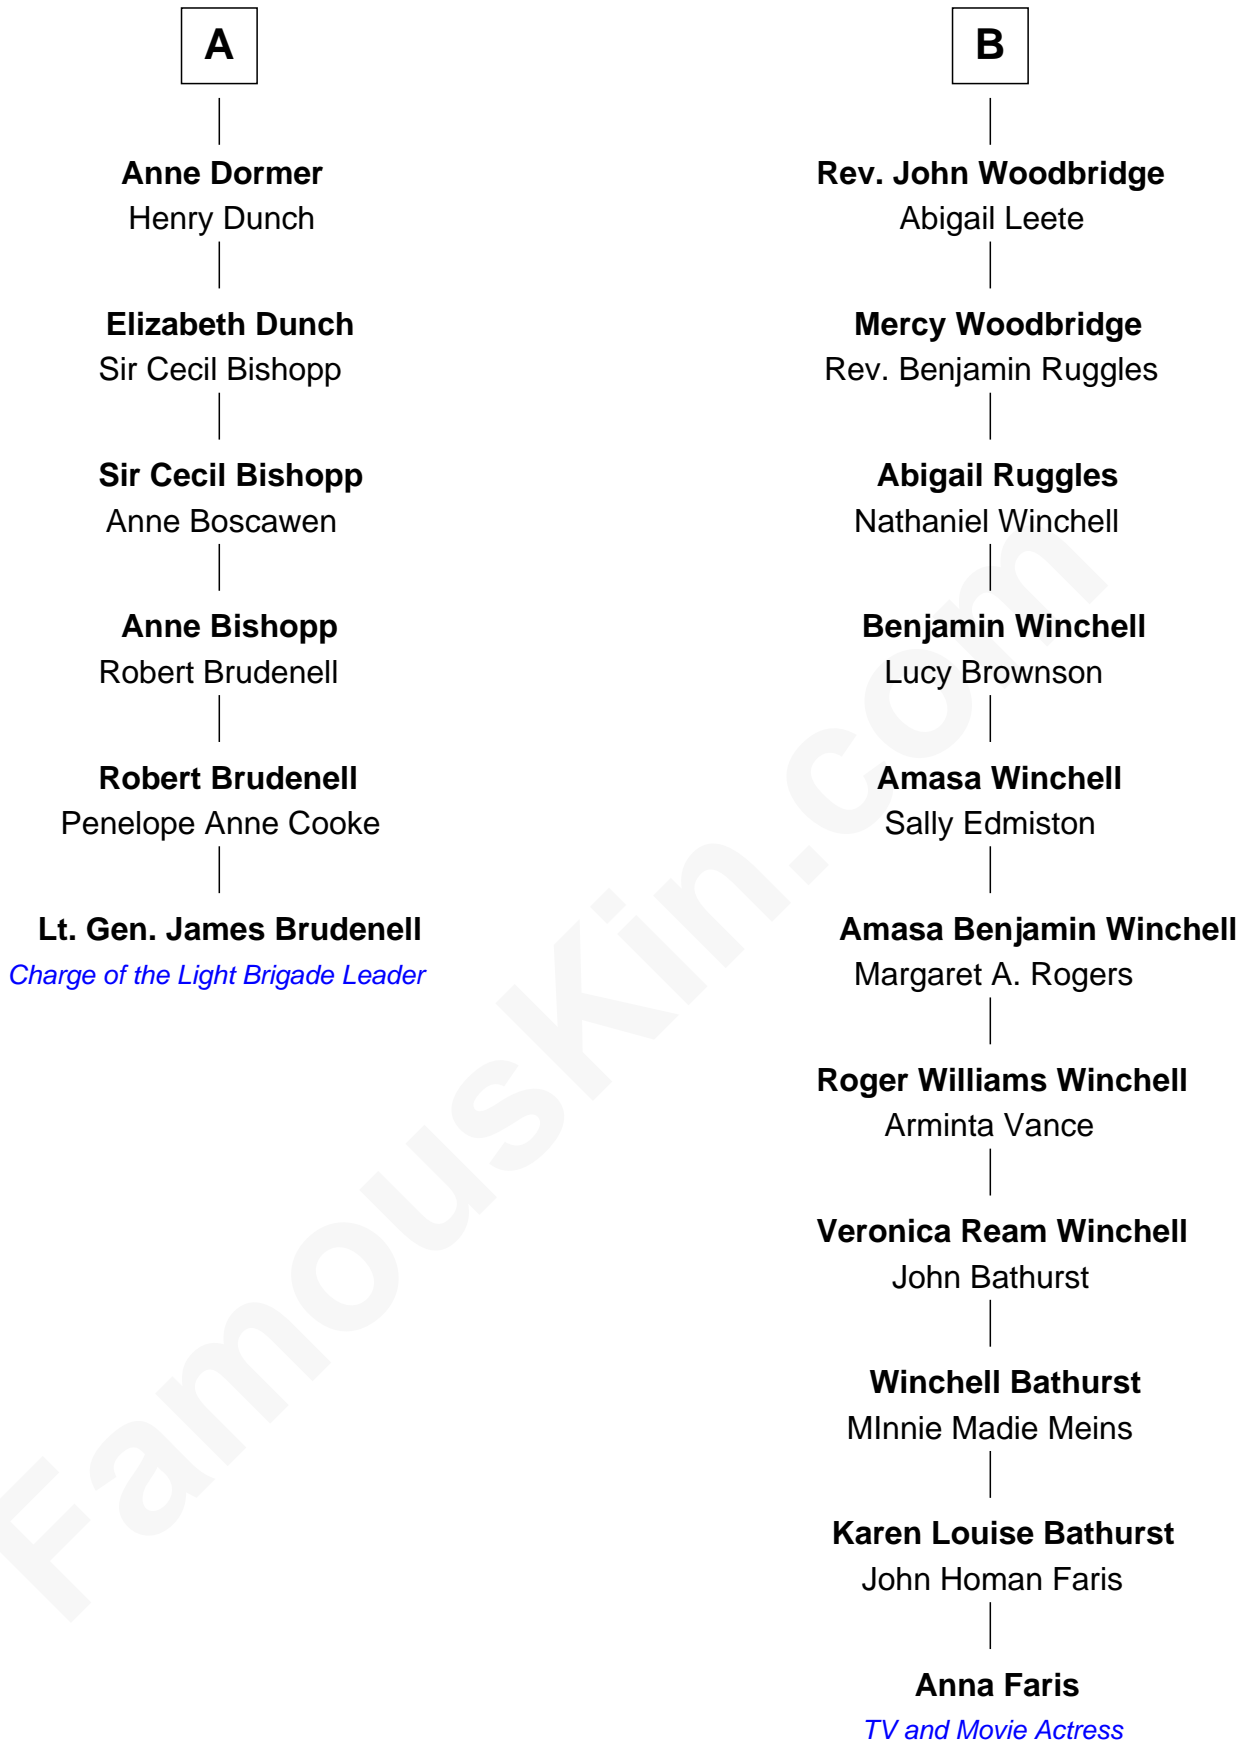 A
Anne Dormer
Henry Dunch
Elizabeth Dunch
Sir Cecil Bishopp
Sir Cecil Bishopp
Anne Boscawen
Anne Bishopp
Robert Brudenell
Robert Brudenell
Penelope Anne Cooke
Lt. Gen. James Brudenell
Charge of the Light Brigade Leader
B
Rev. John Woodbridge
Abigail Leete
Mercy Woodbridge
Rev. Benjamin Ruggles
Abigail Ruggles
Nathaniel Winchell
Benjamin Winchell
Lucy Brownson
Amasa Winchell
Sally Edmiston
Amasa Benjamin Winchell
Margaret A. Rogers
Roger Williams Winchell
Arminta Vance
Veronica Ream Winchell
John Bathurst
Winchell Bathurst
MInnie Madie Meins
Karen Louise Bathurst
John Homan Faris
Anna Faris
TV and Movie Actress
FamousKin.com